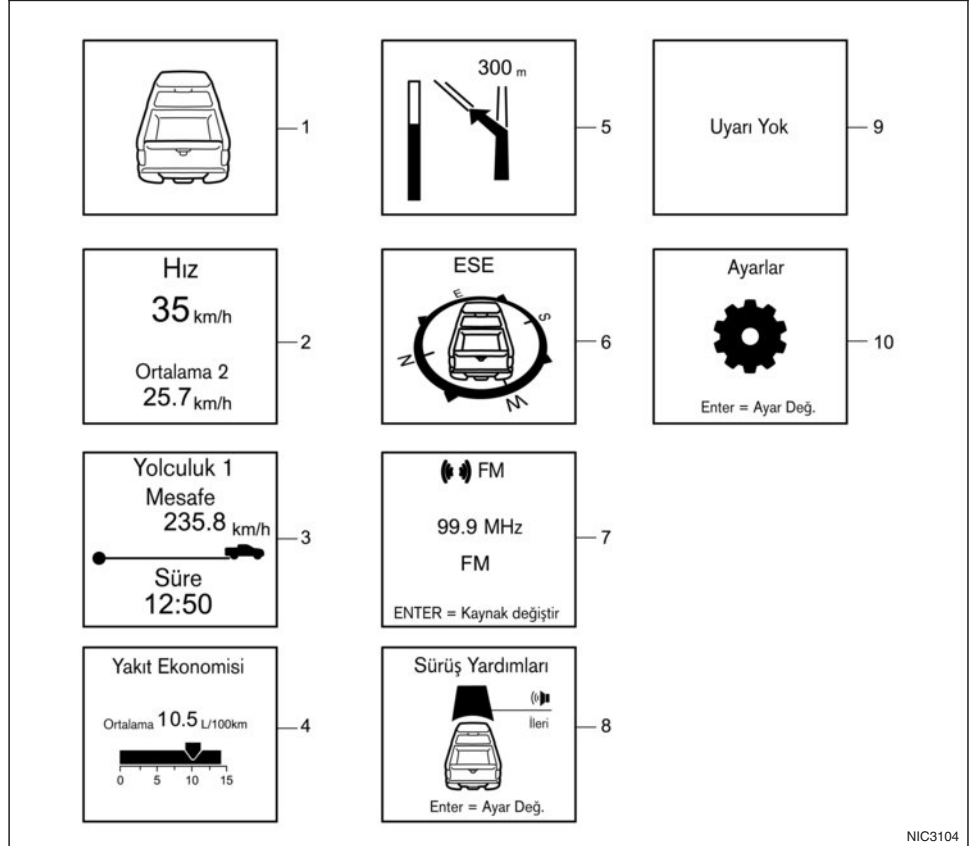 1
Hız
35 km/h
Ortalama 2
25.7 km/h
2
Yolculuk 1
Mesafe
235.8 km/h
Süre
12:50
3
Yakıt Ekonomisi
Ortalama 10.5 L/100km
0 5 10 15
4
300 m
5
ESE
E
S
N
W
6
FM
99.9 MHz
FM
ENTER = Kaynak değiştir
7
Sürüş Yardımları
İleri
Enter = Ayar Değ.
8
Uyarı Yok
9
Ayarlar
Enter = Ayar Değ.
10
NIC3104